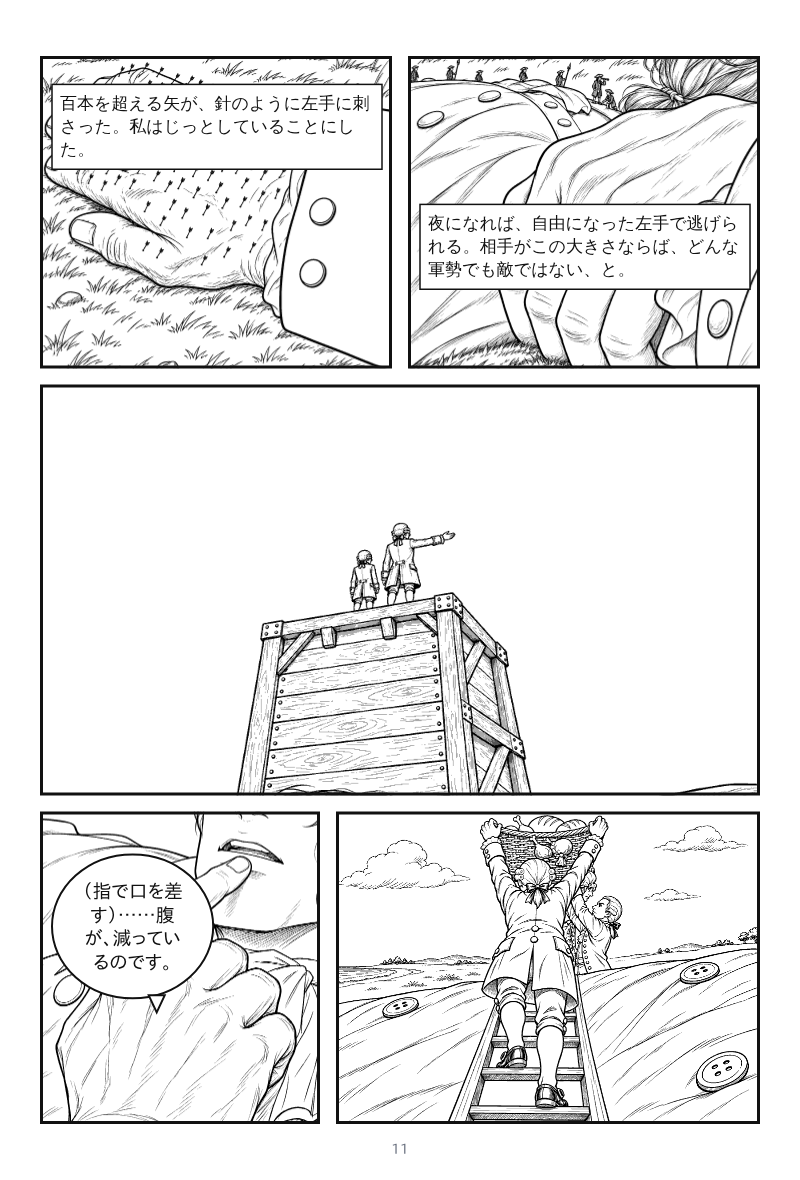 百本を超える矢が、針のように左手に刺
さった。私はじっとしていることにし
た。
夜になれば、自由になった左手で逃げら
れる。相手がこの大きさならば、どんな
軍勢でも敵ではない、と。
（指で口を差
す）……腹
が、減ってい
るのです。
11